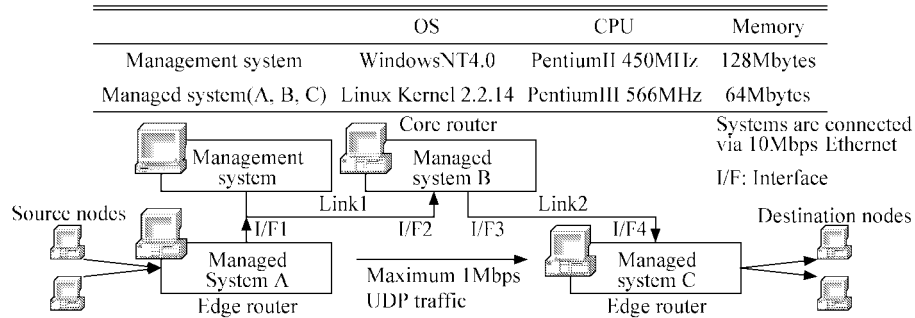 OS CPU Memory
Management system WindowsNT4.0 PentiumII 450MHz 128Mbytes
Managed system(A, B, C) Linux Kernel 2.2.14 PentiumIII 566MHz 64Mbytes
Core router
Systems are connected
via 10Mbps Ethernet
I/F: Interface
Management
system
Managed
system B
Link1
Link2
Source nodes
I/F1
I/F2
I/F3
I/F4
Destination nodes
Managed
System A
Edge router
Maximum 1Mbps
UDP traffic
Managed
system C
Edge router